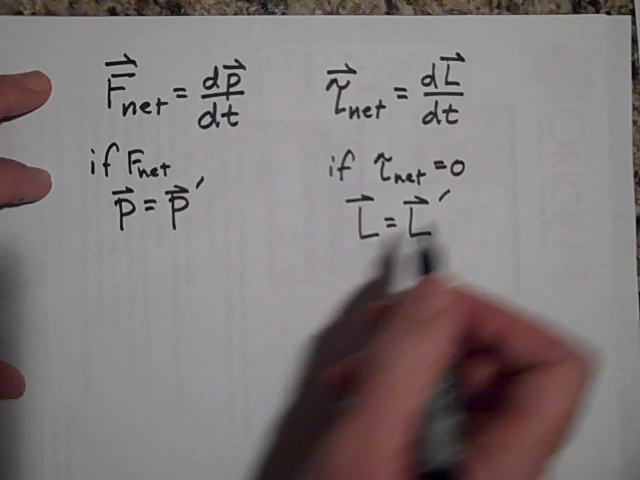 F⃗net = dp⃗/dt
if Fnet
p⃗ = p⃗′
τ⃗net = dL⃗/dt
if τnet = 0
L⃗ = L⃗′